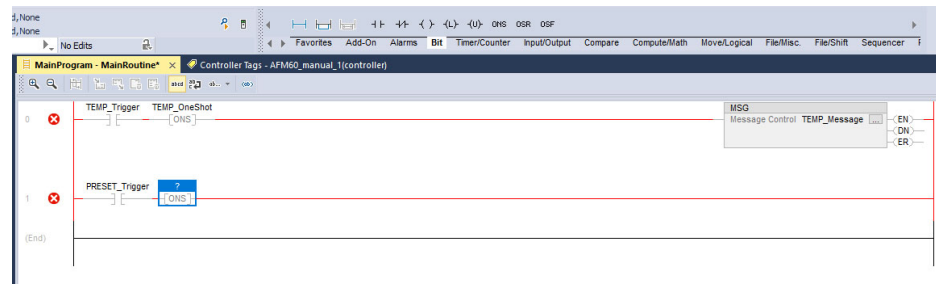 d,None
d,None
ONS OSR OSF
No Edits
Favorites Add-On Alarms Bit Timer/Counter Input/Output Compare Compute/Math Move/Logical File/Misc. File/Shift Sequencer
MainProgram - MainRoutine* Controller Tags - AFM60_manual_1(controller)
TEMP_Trigger TEMP_OneShot MSG
0 ONS Message Control TEMP_Message ... EN
DN
ER
PRESET_Trigger ?
1 ONS
(End)